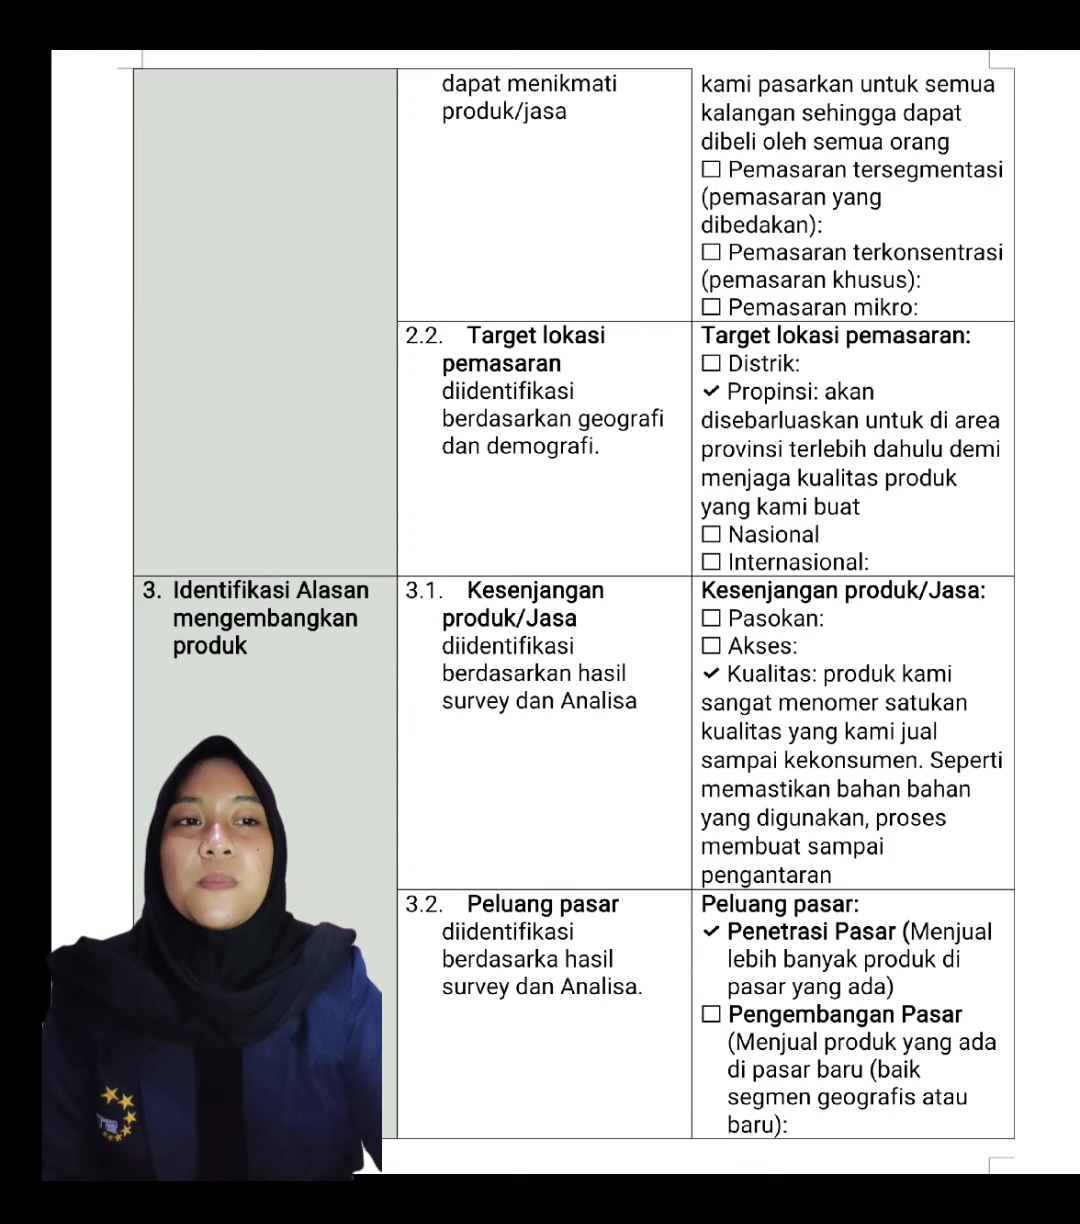 dapat menikmati
produk/jasa
kami pasarkan untuk semua
kalangan sehingga dapat
dibeli oleh semua orang
☐ Pemasaran tersegmentasi
(pemasaran yang
dibedakan):
☐ Pemasaran terkonsentrasi
(pemasaran khusus):
☐ Pemasaran mikro:
2.2. Target lokasi
pemasaran
diidentifikasi
berdasarkan geografi
dan demografi.
Target lokasi pemasaran:
☐ Distrik:
✓ Propinsi: akan
disebarluaskan untuk di area
provinsi terlebih dahulu demi
menjaga kualitas produk
yang kami buat
☐ Nasional
☐ Internasional:
3. Identifikasi Alasan
mengembangkan
produk
3.1. Kesenjangan
produk/Jasa
diidentifikasi
berdasarkan hasil
survey dan Analisa
Kesenjangan produk/Jasa:
☐ Pasokan:
☐ Akses:
✓ Kualitas: produk kami
sangat menomer satukan
kualitas yang kami jual
sampai kekonsumen. Seperti
memastikan bahan bahan
yang digunakan, proses
membuat sampai
pengantaran
3.2. Peluang pasar
diidentifikasi
berdasarka hasil
survey dan Analisa.
Peluang pasar:
✓ Penetrasi Pasar (Menjual
lebih banyak produk di
pasar yang ada)
☐ Pengembangan Pasar
(Menjual produk yang ada
di pasar baru (baik
segmen geografis atau
baru):